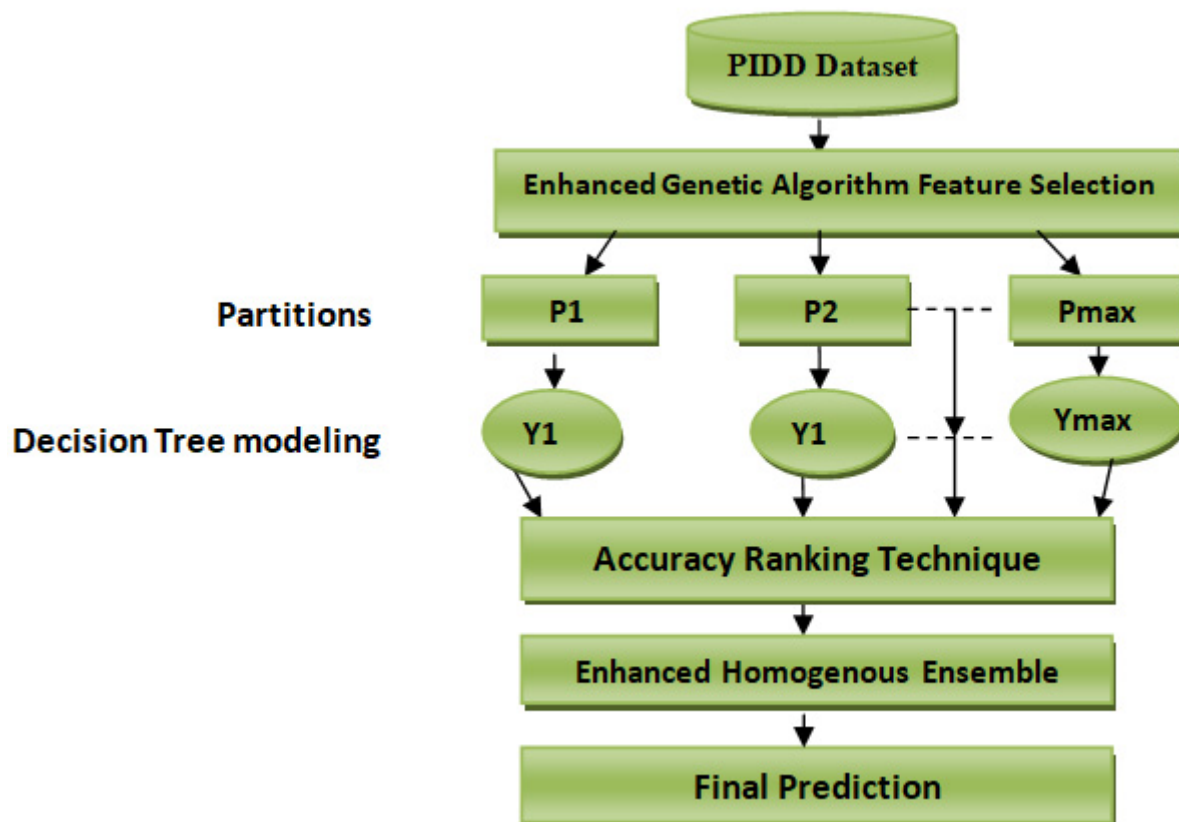 PIDD Dataset
Enhanced Genetic Algorithm Feature Selection
Partitions
P1
P2
Pmax
Decision Tree modeling
Y1
Y1
Ymax
Accuracy Ranking Technique
Enhanced Homogenous Ensemble
Final Prediction